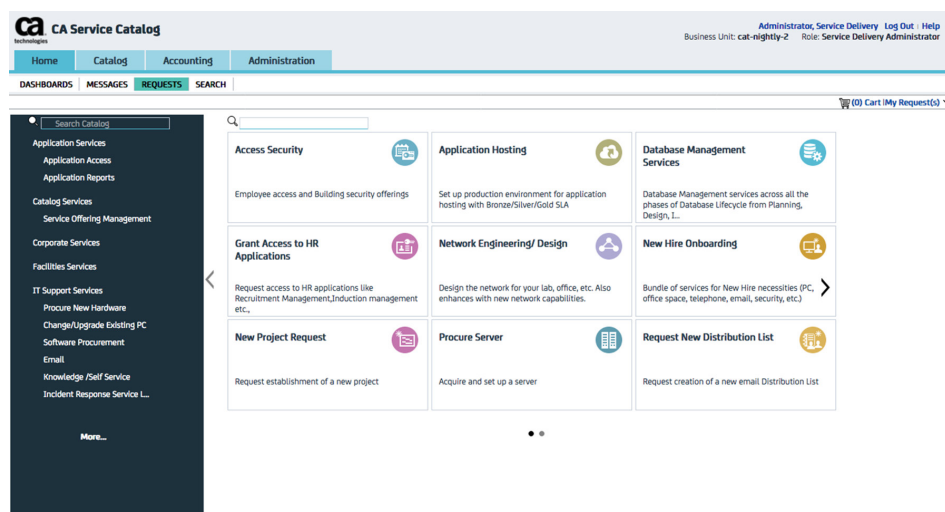 ca
technologies
CA Service Catalog
Administrator, Service Delivery Log Out | Help
Business Unit: cat-nightly-2 Role: Service Delivery Administrator
Home Catalog Accounting Administration
DASHBOARDS MESSAGES REQUESTS SEARCH
(0) Cart |My Request(s)
Search Catalog
Application Services
Application Access
Application Reports
Catalog Services
Service Offering Management
Corporate Services
Facilities Services
IT Support Services
Procure New Hardware
Change/Upgrade Existing PC
Software Procurement
Email
Knowledge /Self Service
Incident Response Service I...
More...
Access Security
Employee access and Building security offerings
Application Hosting
Set up production environment for application
hosting with Bronze/Silver/Gold SLA
Database Management
Services
Database Management services across all the
phases of Database Lifecycle from Planning,
Design, I...
Grant Access to HR
Applications
Request access to HR applications like
Recruitment Management,Induction management
etc.,
Network Engineering/ Design
Design the network for your lab, office, etc. Also
enhances with new network capabilities.
New Hire Onboarding
Bundle of services for New Hire necessities (PC,
office space, telephone, email, security, etc.)
New Project Request
Request establishment of a new project
Procure Server
Acquire and set up a server
Request New Distribution List
Request creation of a new email Distribution List